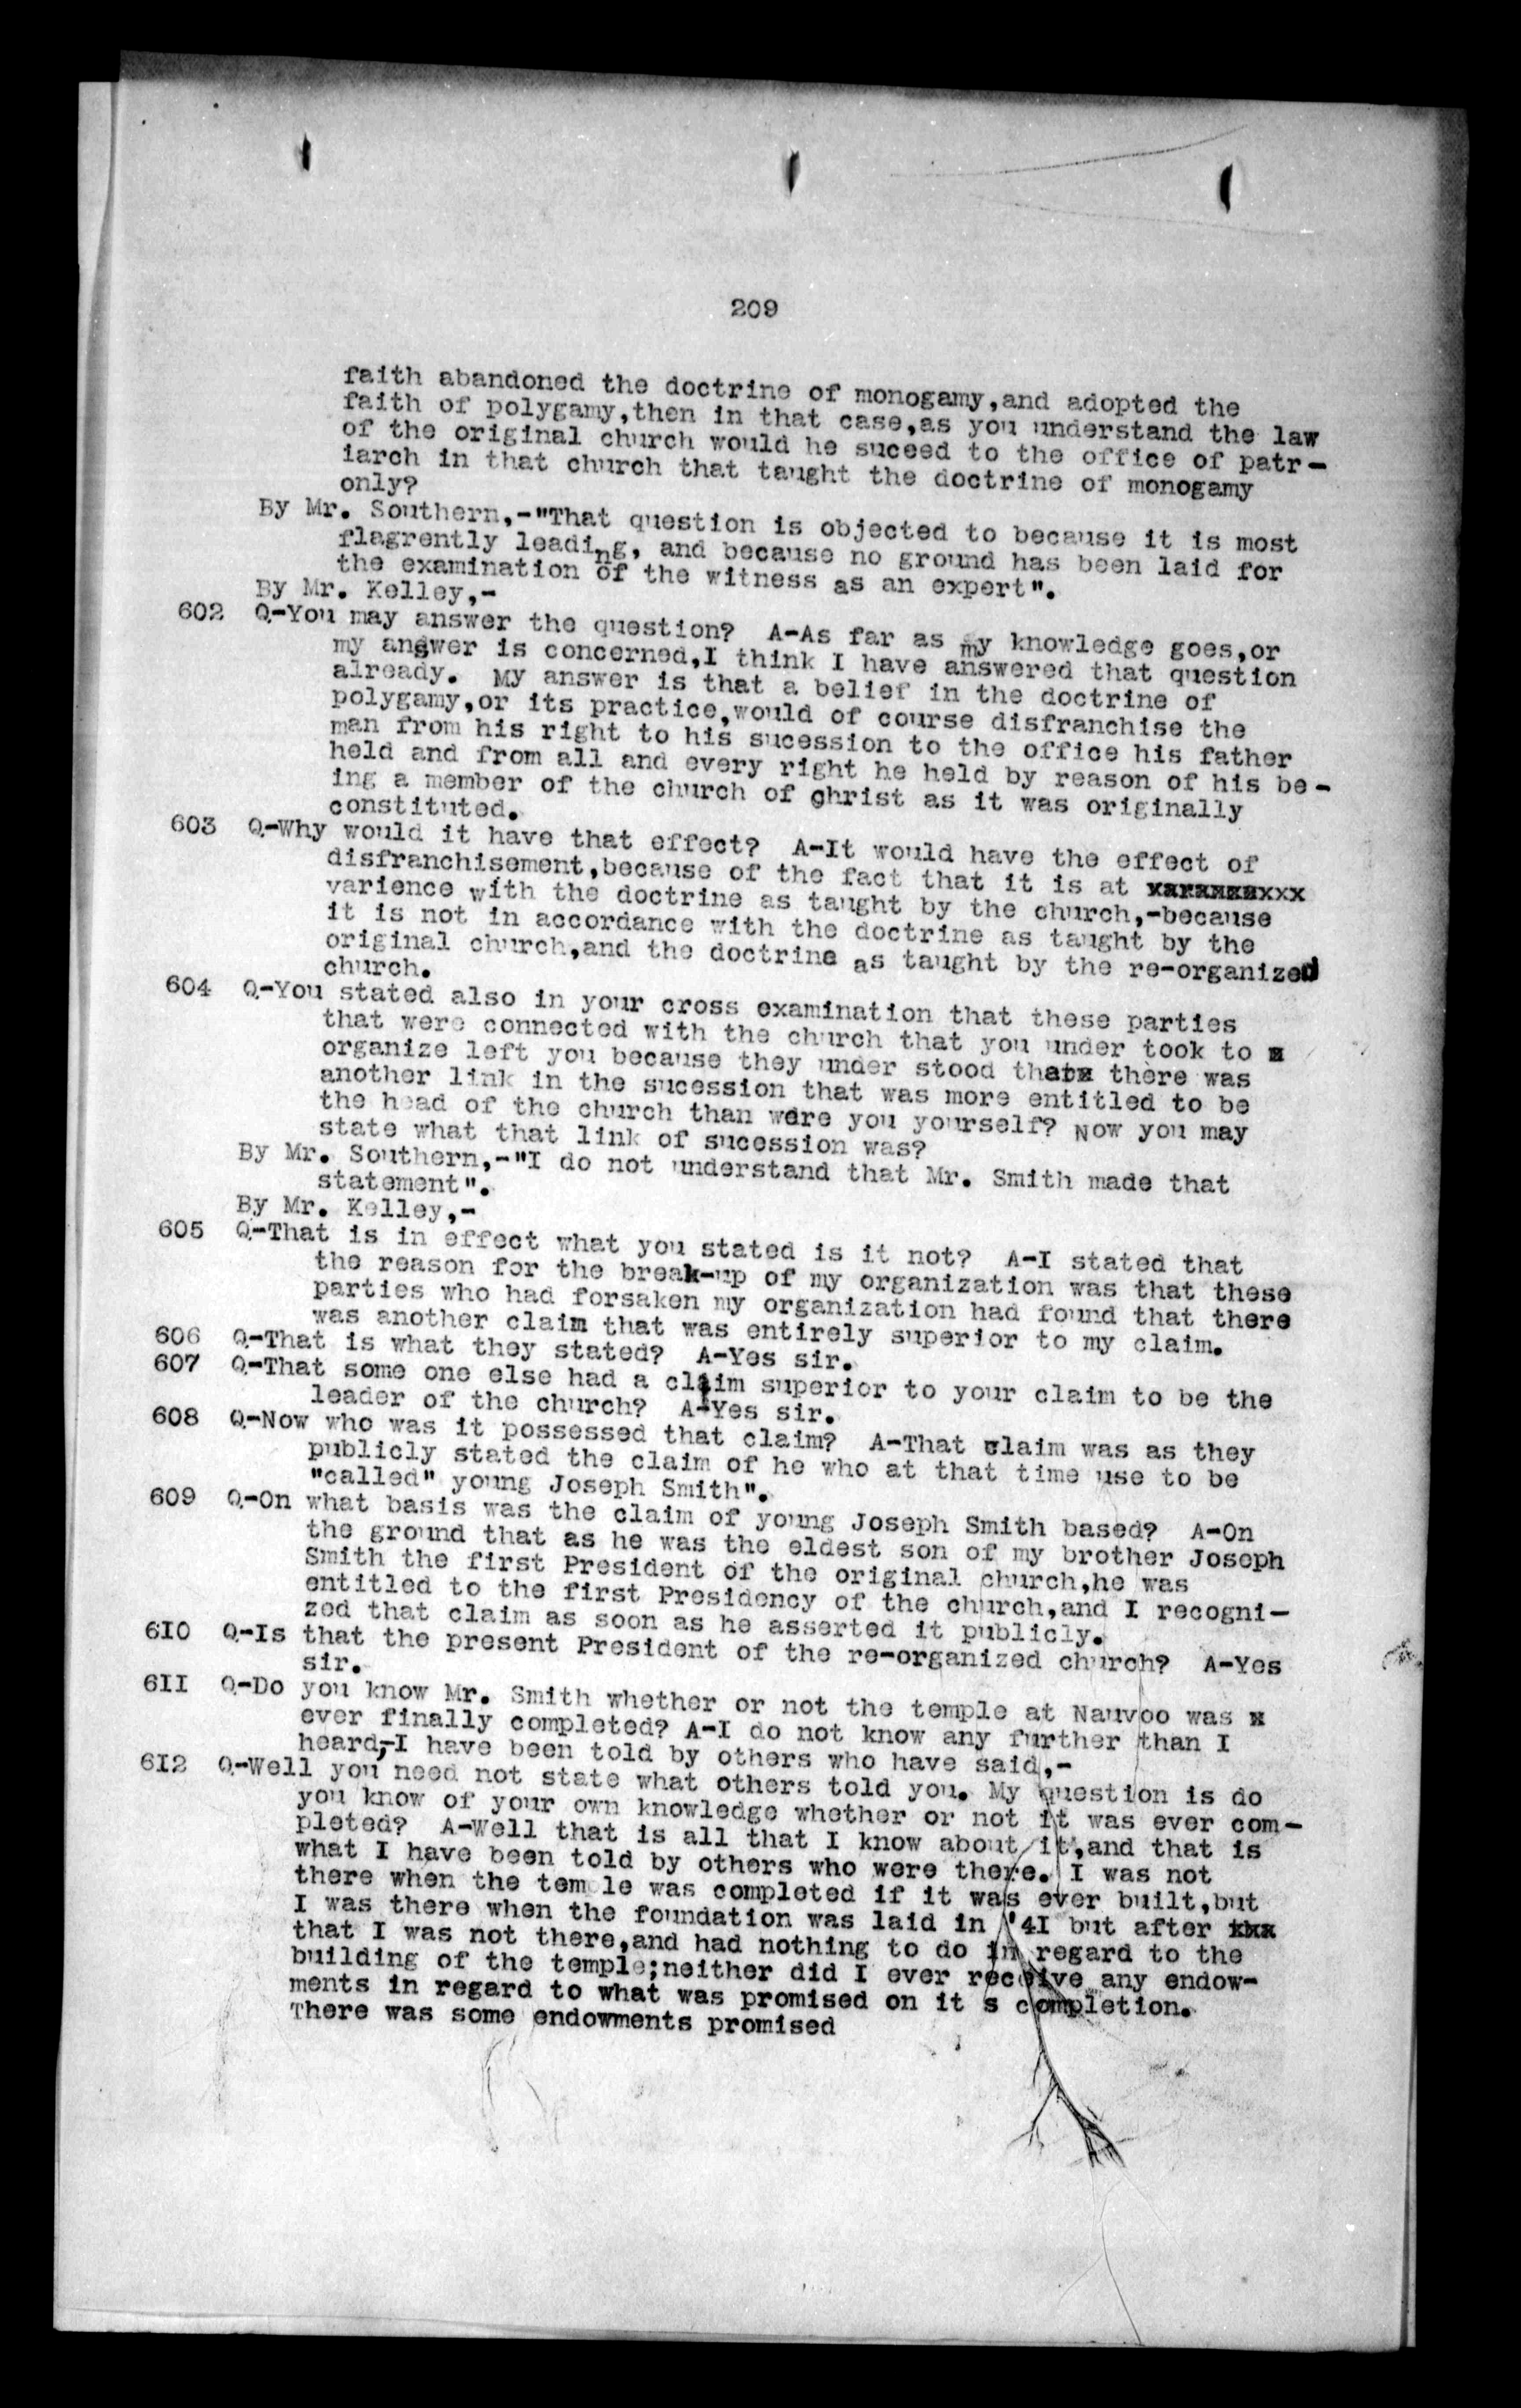 209
faith abandoned the doctrine of monogamy,and adopted the
faith of polygamy,then in that case,as you understand the law
of the original church would he suceed to the office of patr-
iarch in that church that taught the doctrine of monogamy
only?
By Mr. Southern,-"That question is objected to because it is most
flagrently leading, and because no ground has been laid for
the examination of the witness as an expert".
By Mr. Kelley,-
602 Q-You may answer the question? A-As far as my knowledge goes,or
my answer is concerned,I think I have answered that question
already. My answer is that a belief in the doctrine of
polygamy,or its practice,would of course disfranchise the
man from his right to his sucession to the office his father
held and from all and every right he held by reason of his be-
ing a member of the church of christ as it was originally
constituted.
603 Q-Why would it have that effect? A-It would have the effect of
disfranchisement,because of the fact that it is at
varience with the doctrine as taught by the church,-because
it is not in accordance with the doctrine as taught by the
original church,and the doctrine as taught by the re-organized
church.
604 Q-You stated also in your cross examination that these parties
that were connected with the church that you under took to x
organize left you because they under stood thatx there was
another link in the sucession that was more entitled to be
the head of the church than were you yourself? Now you may
state what that link of sucession was?
By Mr. Southern,-"I do not understand that Mr. Smith made that
statement".
By Mr. Kelley,-
605 Q-That is in effect what you stated is it not? A-I stated that
the reason for the break-up of my organization was that these
parties who had forsaken my organization had found that there
was another claim that was entirely superior to my claim.
606 Q-That is what they stated? A-Yes sir.
607 Q-That some one else had a claim superior to your claim to be the
leader of the church? A-Yes sir.
608 Q-Now who was it possessed that claim? A-That claim was as they
publicly stated the claim of he who at that time use to be
"called" young Joseph Smith".
609 Q-On what basis was the claim of young Joseph Smith based? A-On
the ground that as he was the eldest son of my brother Joseph
Smith the first President of the original church,he was
entitled to the first Presidency of the church,and I recogni-
zed that claim as soon as he asserted it publicly.
6I0 Q-Is that the present President of the re-organized church? A-Yes
sir.
6II Q-Do you know Mr. Smith whether or not the temple at Nauvoo was x
ever finally completed? A-I do not know any further than I
heard,-I have been told by others who have said,-
6I2 Q-Well you need not state what others told you. My question is do
you know of your own knowledge whether or not it was ever com-
pleted? A-Well that is all that I know about it,and that is
what I have been told by others who were there. I was not
there when the temple was completed if it was ever built,but
I was there when the foundation was laid in '4I but after xxx
that I was not there,and had nothing to do in regard to the
building of the temple;neither did I ever receive any endow-
ments in regard to what was promised on it s completion.
There was some endowments promised